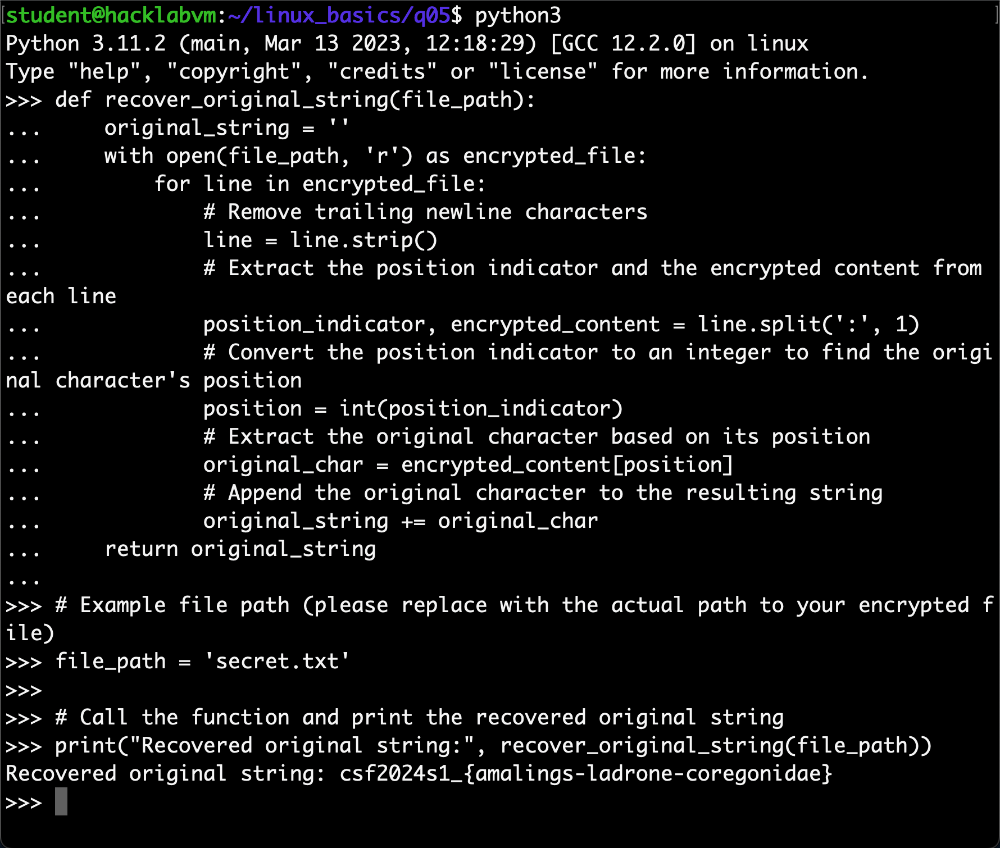 student@hacklabvm:~/linux_basics/q05$ python3
Python 3.11.2 (main, Mar 13 2023, 12:18:29) [GCC 12.2.0] on linux
Type "help", "copyright", "credits" or "license" for more information.
>>> def recover_original_string(file_path):
...     original_string = ''
...     with open(file_path, 'r') as encrypted_file:
...         for line in encrypted_file:
...             # Remove trailing newline characters
...             line = line.strip()
...             # Extract the position indicator and the encrypted content from
each line
...             position_indicator, encrypted_content = line.split(':', 1)
...             # Convert the position indicator to an integer to find the origi
nal character's position
...             position = int(position_indicator)
...             # Extract the original character based on its position
...             original_char = encrypted_content[position]
...             # Append the original character to the resulting string
...             original_string += original_char
...     return original_string
...
>>> # Example file path (please replace with the actual path to your encrypted f
ile)
>>> file_path = 'secret.txt'
>>>
>>> # Call the function and print the recovered original string
>>> print("Recovered original string:", recover_original_string(file_path))
Recovered original string: csf2024s1_{amalings-ladrone-coregonidae}
>>>